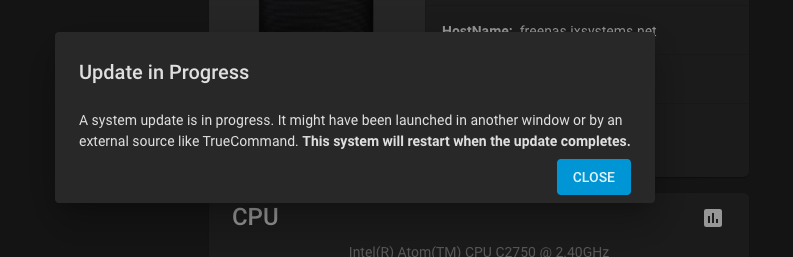 HostName: freenas.ixsystems.net
Update in Progress
A system update is in progress. It might have been launched in another window or by an
external source like TrueCommand. This system will restart when the update completes.
CLOSE
CPU
Intel(R) Atom(TM) CPU C2750 @ 2.40GHz